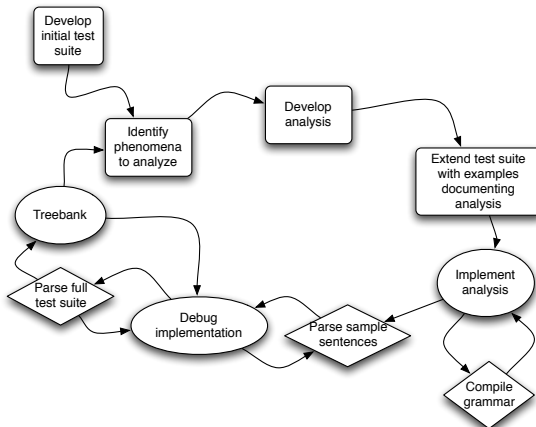 Develop
initial test
suite
Identify
phenomena
to analyze
Develop
analysis
Extend test suite
with examples
documenting
analysis
Treebank
Parse full
test suite
Debug
implementation
Parse sample
sentences
Implement
analysis
Compile
grammar